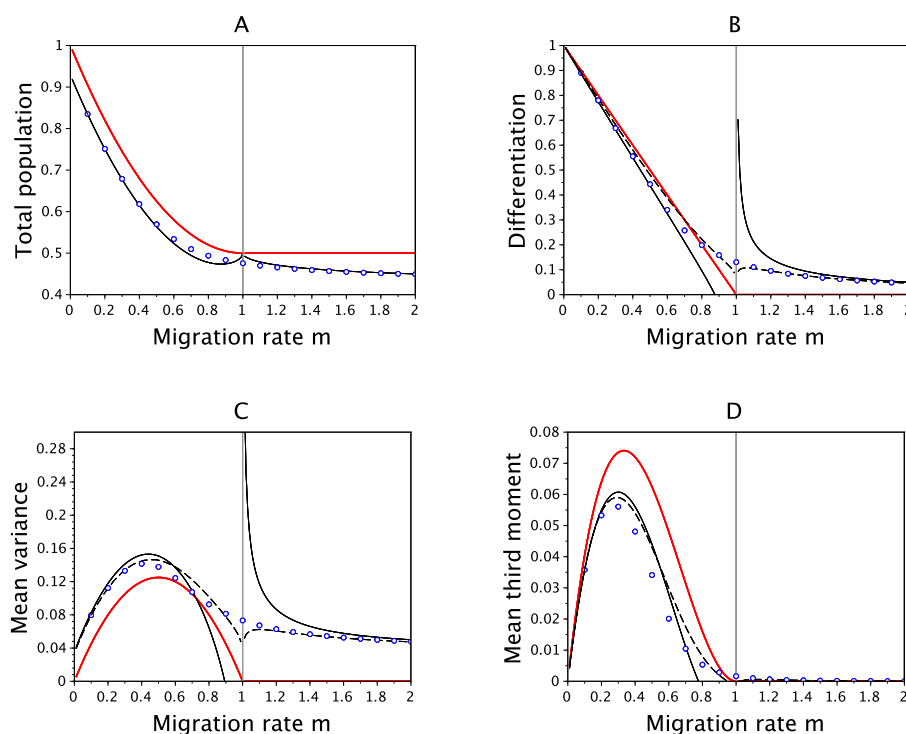 A
Total population
1
0.9
0.8
0.7
0.6
0.5
0.4
0 0.2 0.4 0.6 0.8 1 1.2 1.4 1.6 1.8 2
Migration rate m
B
Differentiation
1
0.9
0.8
0.7
0.6
0.5
0.4
0.3
0.2
0.1
0
0 0.2 0.4 0.6 0.8 1 1.2 1.4 1.6 1.8 2
Migration rate m
C
Mean variance
0.28
0.24
0.2
0.16
0.12
0.08
0.04
0
0 0.2 0.4 0.6 0.8 1 1.2 1.4 1.6 1.8 2
Migration rate m
D
Mean third moment
0.08
0.07
0.06
0.05
0.04
0.03
0.02
0.01
0
0 0.2 0.4 0.6 0.8 1 1.2 1.4 1.6 1.8 2
Migration rate m